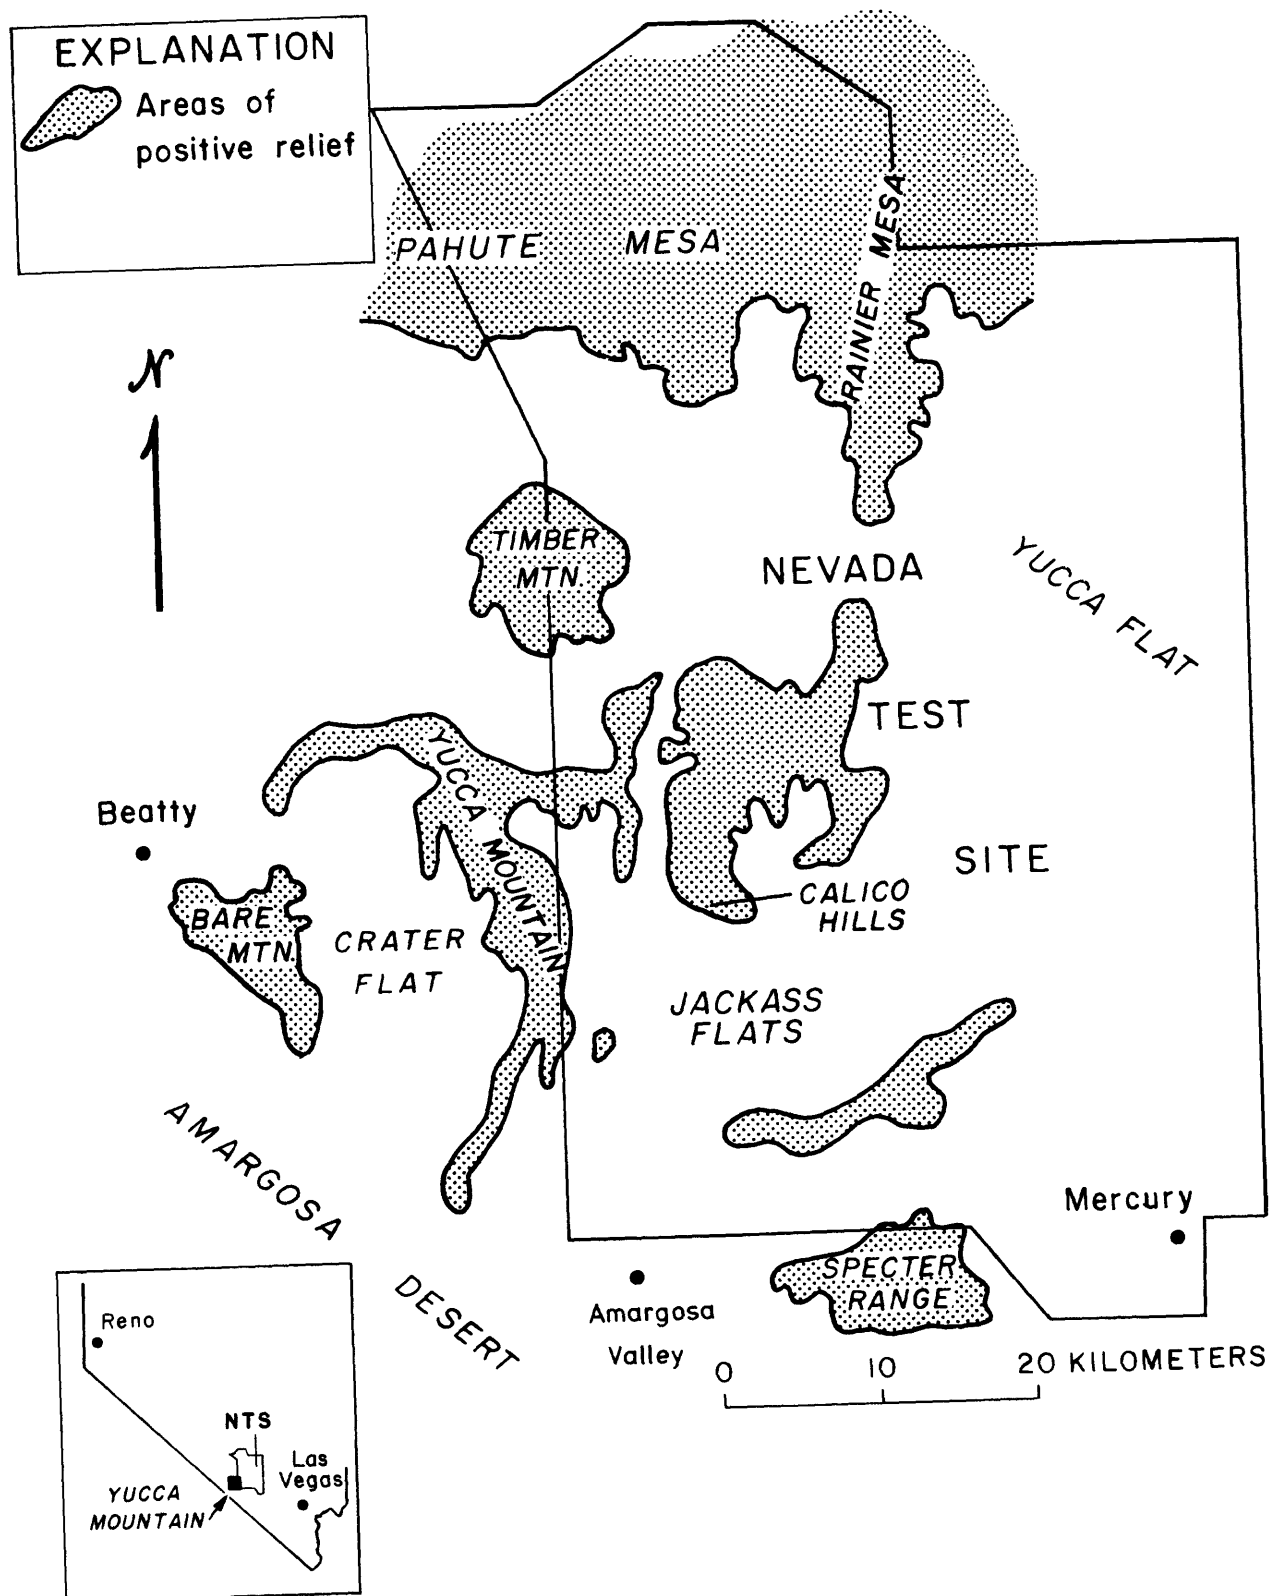 EXPLANATION
Areas of
positive relief
PAHUTE MESA
RAINIER MESA
N
TIMBER
MTN.
NEVADA
YUCCA FLAT
TEST
YUCCA MOUNTAIN
Beatty
SITE
CALICO
HILLS
BARE
MTN.
CRATER
FLAT
JACKASS
FLATS
AMARGOSA
DESERT
Mercury
SPECTER
RANGE
Amargosa
Valley
0 10 20 KILOMETERS
Reno
NTS
Las
Vegas
YUCCA
MOUNTAIN